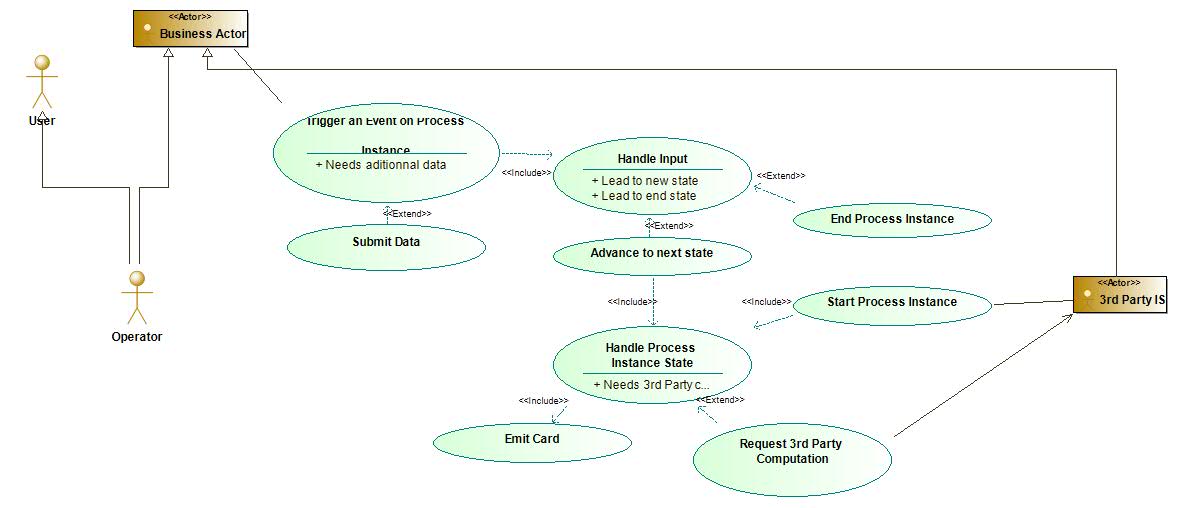 <<Actor>>
Business Actor
User
Trigger an Event on Process
Instance
+ Needs aditionnal data
<<Include>>
Handle Input
+ Lead to new state
+ Lead to end state
<<Extend>>
End Process Instance
<<Extend>>
Submit Data
<<Extend>>
Advance to next state
Operator
<<Include>>
<<Include>>
Start Process Instance
<<Actor>>
3rd Party IS
Handle Process
Instance State
+ Needs 3rd Party c...
<<Include>>
<<Extend>>
Emit Card
Request 3rd Party
Computation